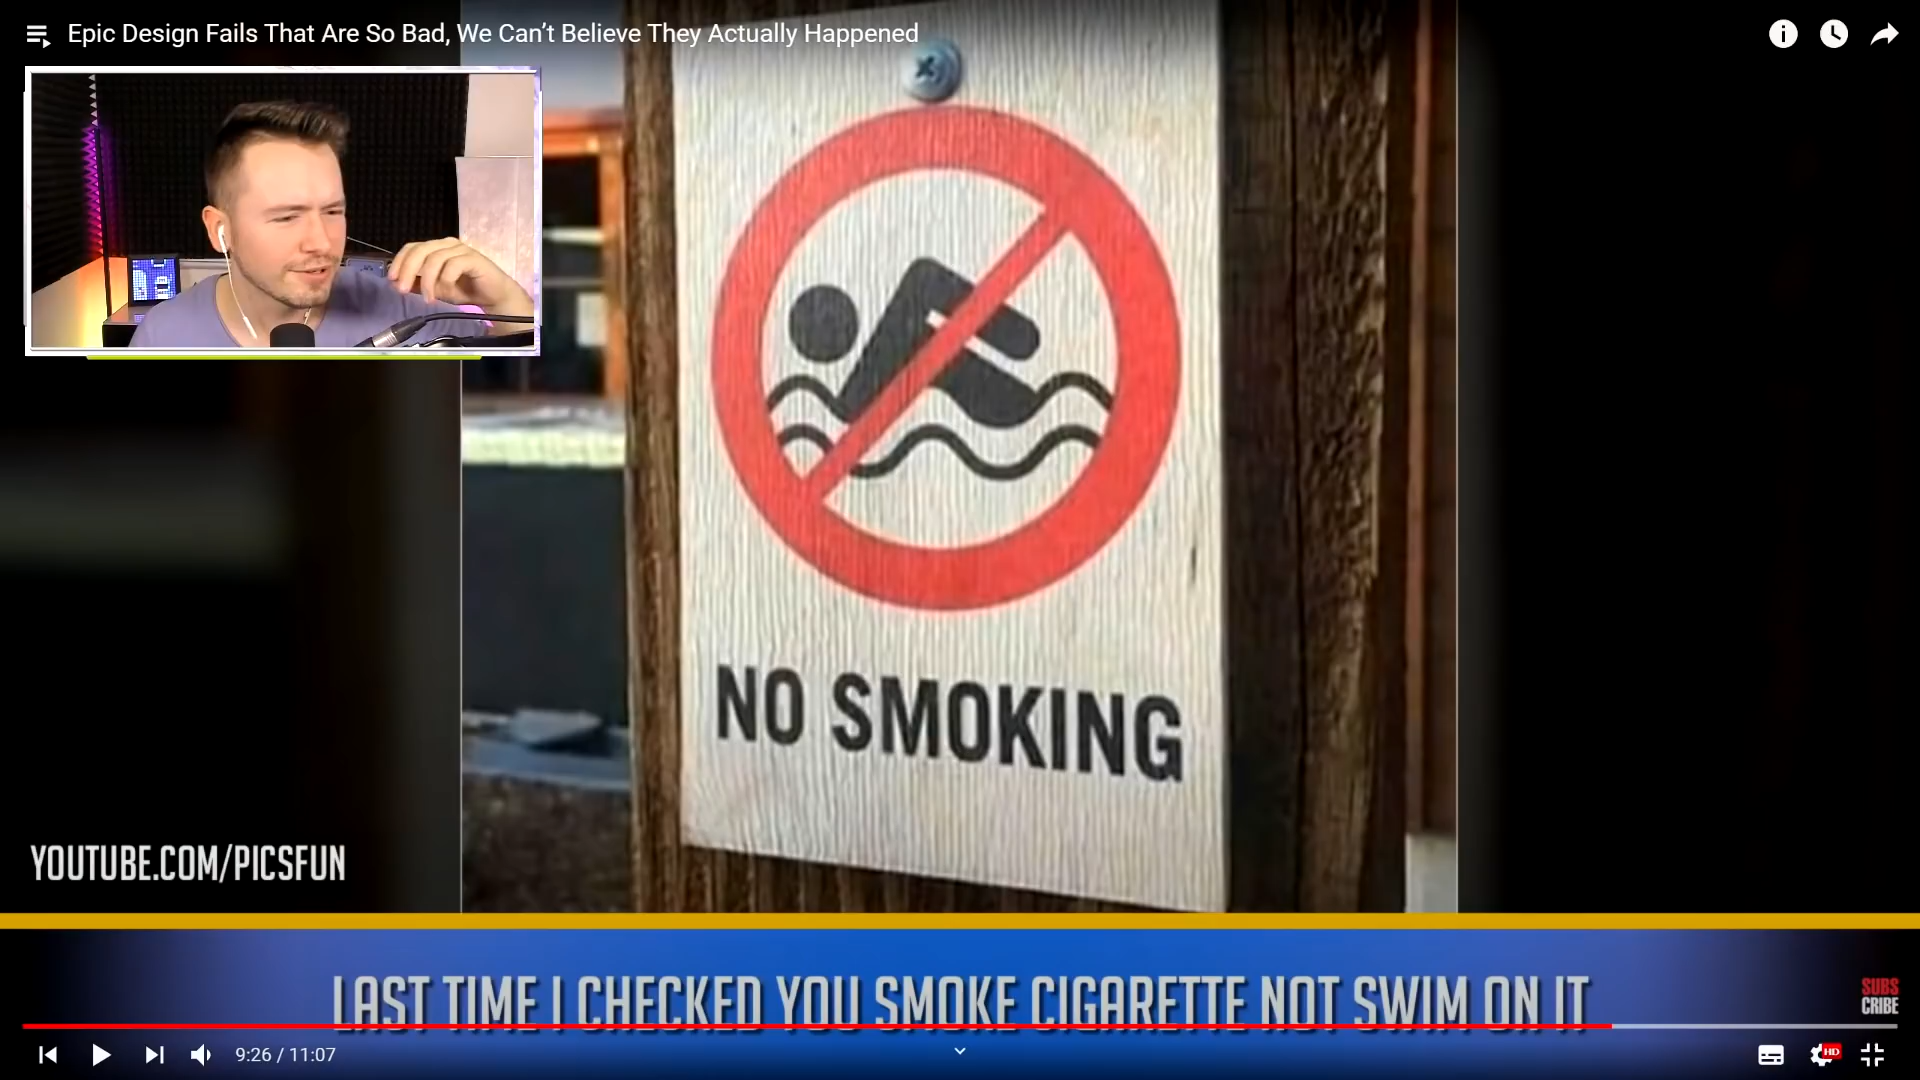 Epic Design Fails That Are So Bad, We Can’t Believe They Actually Happened
NO SMOKING
YOUTUBE.COM/PICSFUN
LAST TIME I CHECKED YOU SMOKE CIGARETTE NOT SWIM ON IT
SUBS
CRIBE
9:26 / 11:07
HD